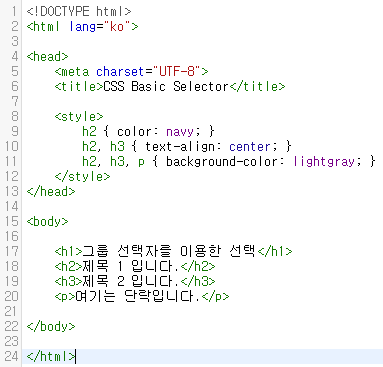 1 <!DOCTYPE html>
2 <html lang="ko">
3
4 <head>
5 <meta charset="UTF-8">
6 <title>CSS Basic Selector</title>
7
8 <style>
9 h2 { color: navy; }
10 h2, h3 { text-align: center; }
11 h2, h3, p { background-color: lightgray; }
12 </style>
13 </head>
14
15 <body>
16
17 <h1>그룹 선택자을 이용한 선택</h1>
18 <h2>제목 1 입니다.</h2>
19 <h3>제목 2 입니다.</h3>
20 <p>여기는 단락입니다.</p>
21
22 </body>
23
24 </html>